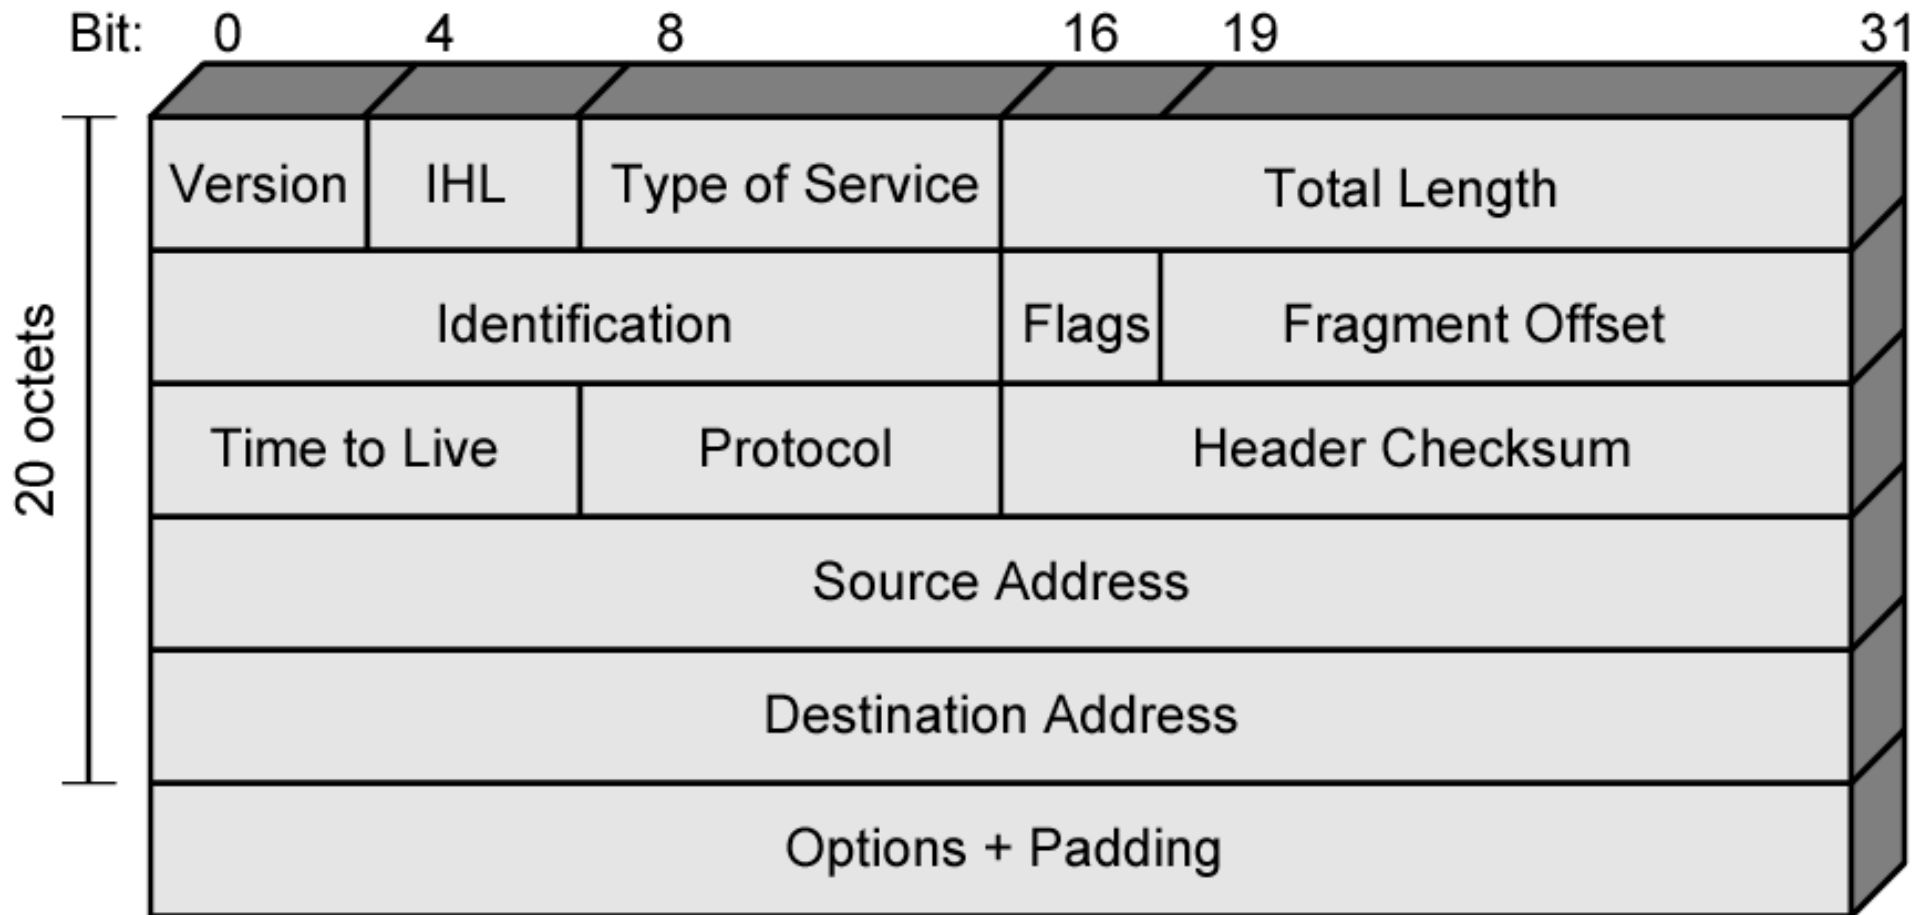 Bit: 0 4 8 16 19 31
Version IHL Type of Service Total Length
Identification Flags Fragment Offset
Time to Live Protocol Header Checksum
Source Address
Destination Address
Options + Padding
20 octets